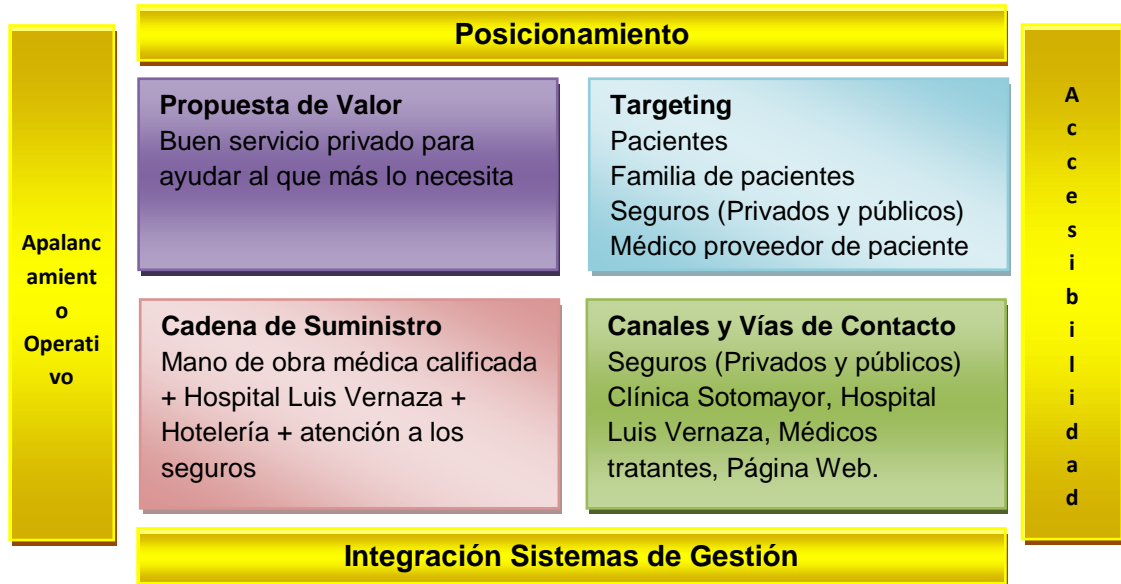 Posicionamiento
Apalanc
amient
o
Operati
vo
Propuesta de Valor
Buen servicio privado para
ayudar al que más lo necesita
Targeting
Pacientes
Familia de pacientes
Seguros (Privados y públicos)
Médico proveedor de paciente
Cadena de Suministro
Mano de obra médica calificada
+ Hospital Luis Vernaza +
Hotelería + atención a los
seguros
Canales y Vías de Contacto
Seguros (Privados y públicos)
Clínica Sotomayor, Hospital
Luis Vernaza, Médicos
tratantes, Página Web.
A
c
c
e
s
i
b
i
l
i
d
a
d
Integración Sistemas de Gestión